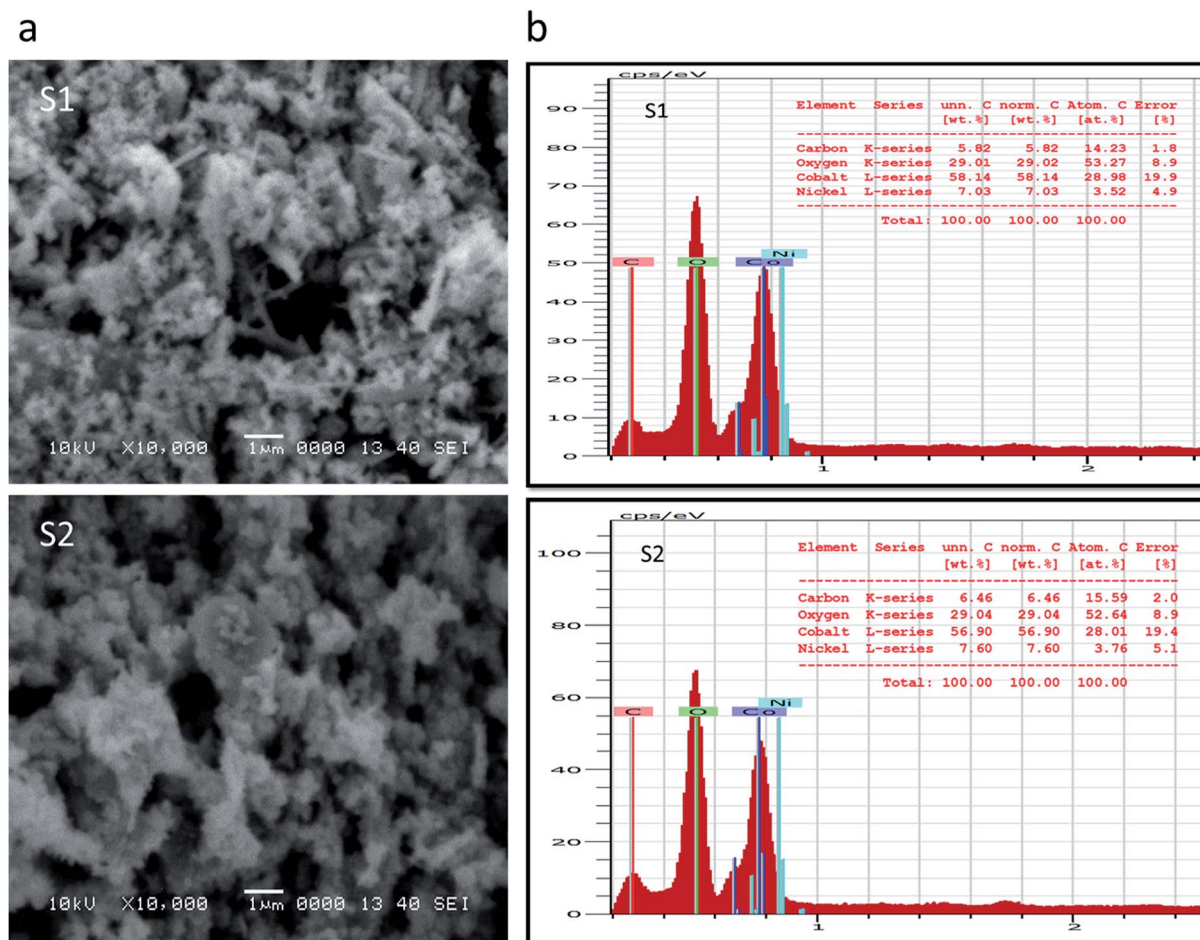 a
S1
10kV X10,000 1μm 0000 13 40 SEI
S2
10kV X10,000 1μm 0000 13 40 SEI
b
cps/eV
S1
Element Series unn. C norm. C Atom. C Error
[wt.%] [wt.%] [at.%] [%]
Carbon K-series 5.82 5.82 14.23 1.8
Oxygen K-series 29.01 29.02 53.27 8.9
Cobalt L-series 58.14 58.14 28.98 19.9
Nickel L-series 7.03 7.03 3.52 4.9
Total: 100.00 100.00 100.00
90
80
70
60
50
40
30
20
10
0
C O Co Ni
1 2
cps/eV
S2
Element Series unn. C norm. C Atom. C Error
[wt.%] [wt.%] [at.%] [%]
Carbon K-series 6.46 6.46 15.59 2.0
Oxygen K-series 29.04 29.04 52.64 8.9
Cobalt L-series 56.90 56.90 28.01 19.4
Nickel L-series 7.60 7.60 3.76 5.1
Total: 100.00 100.00 100.00
100
80
60
40
20
0
C O Co Ni
1 2